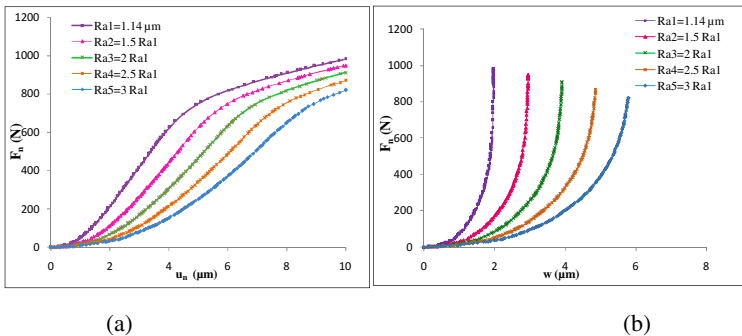 (a)
1200
1000
800
600
400
200
0
Fn (N)
Ra1=1.14 µm
Ra2=1.5 Ra1
Ra3=2 Ra1
Ra4=2.5 Ra1
Ra5=3 Ra1
0 2 4 6 8 10
un (µm)
(b)
1200
1000
800
600
400
200
0
Fn (N)
Ra1=1.14 µm
Ra2=1.5 Ra1
Ra3=2 Ra1
Ra4=2.5 Ra1
Ra5=3 Ra1
0 2 4 6 8
w (µm)
(a) (b)